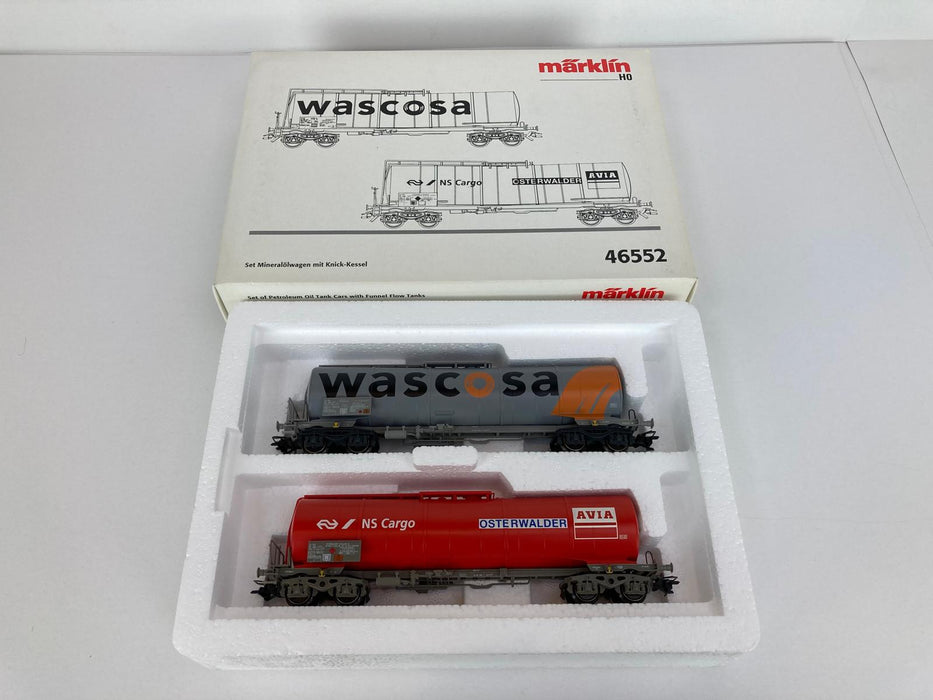 märklin
H0
wascosa
NS Cargo
OSTERWALDER
AVIA
46552
Set Mineralölwagen mit Knick-Kessel
Set of Petroleum Oil Tank Cars with Funnel Flow Tanks
märklin
wascosa
NS Cargo
OSTERWALDER
AVIA